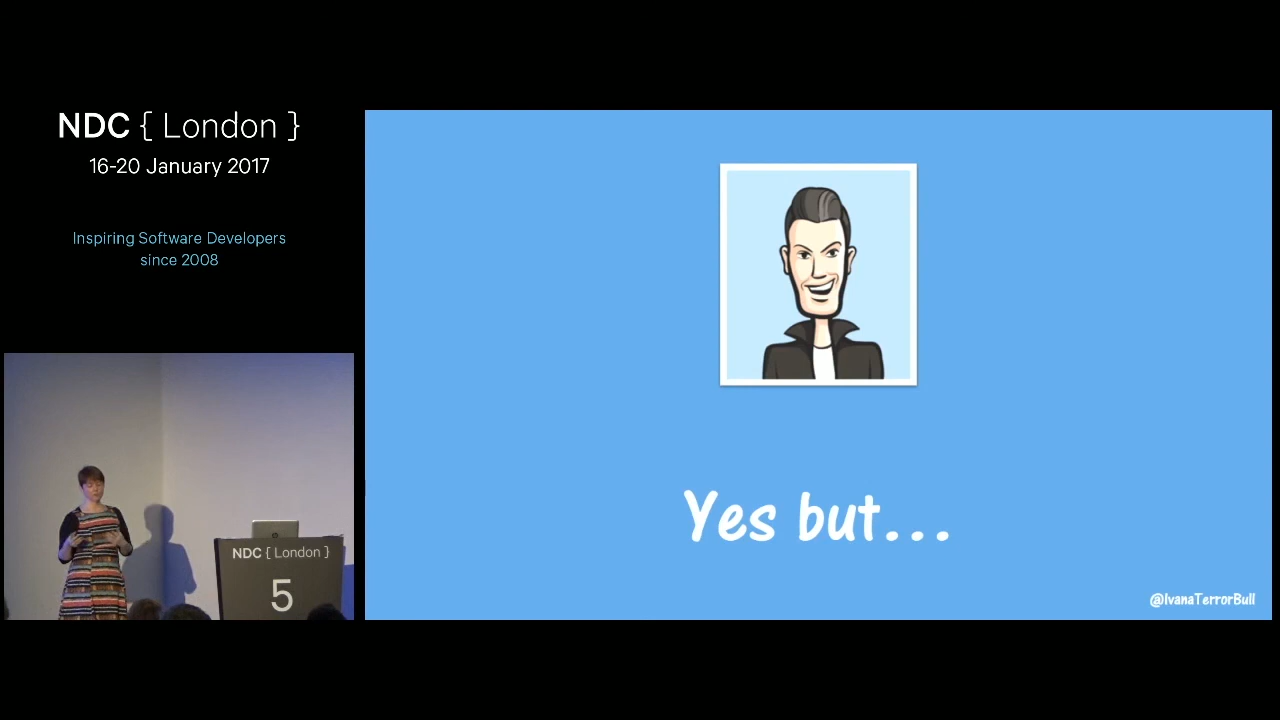 NDC { London }
16-20 January 2017
Inspiring Software Developers
since 2008
NDC { London }
5
Yes but...
@IvanaTerrorBull